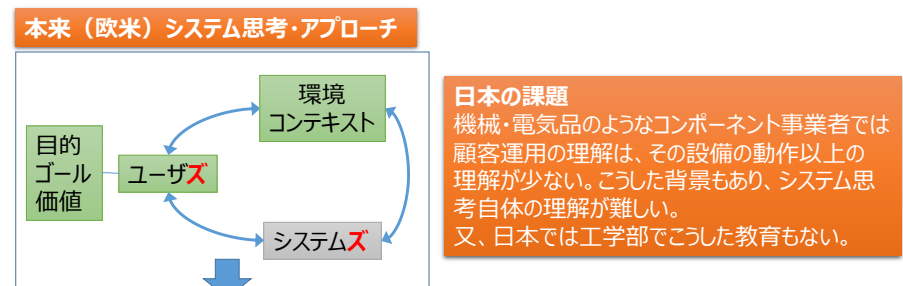 本来（欧米）システム思考・アプローチ
環境
コンテキスト
目的
ゴール
価値
ユーザズ
システムズ
日本の課題
機械・電気品のようなコンポーネント事業者では
顧客運用の理解は、その設備の動作以上の
理解が少ない。こうした背景もあり、システム思
考自体の理解が難しい。
又、日本では工学部でこうした教育もない。